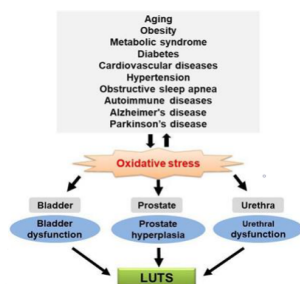 Aging
Obesity
Metabolic syndrome
Diabetes
Cardiovascular diseases
Hypertension
Obstructive sleep apnea
Autoimmune diseases
Alzheimer's disease
Parkinson's disease
Oxidative stress
Bladder Prostate Urethra
Bladder dysfunction
Prostate hyperplasia
Urethral dysfunction
LUTS